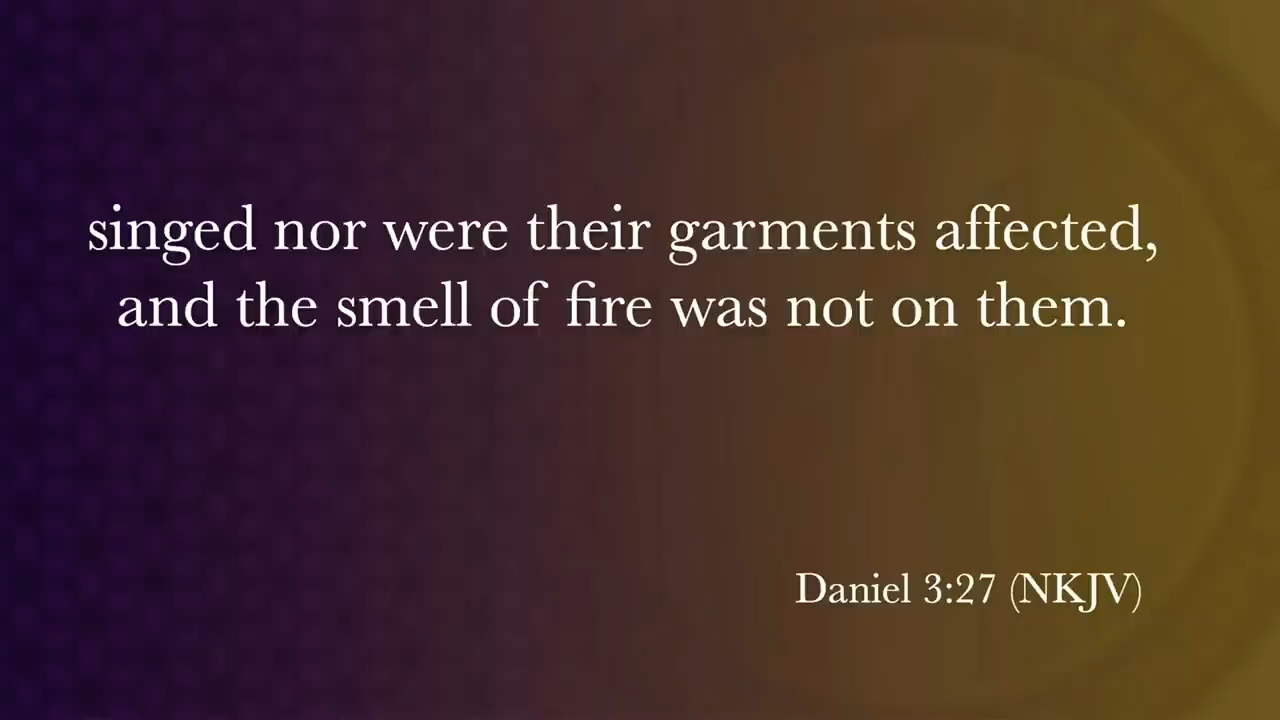 singed nor were their garments affected,
and the smell of fire was not on them.
Daniel 3:27 (NKJV)